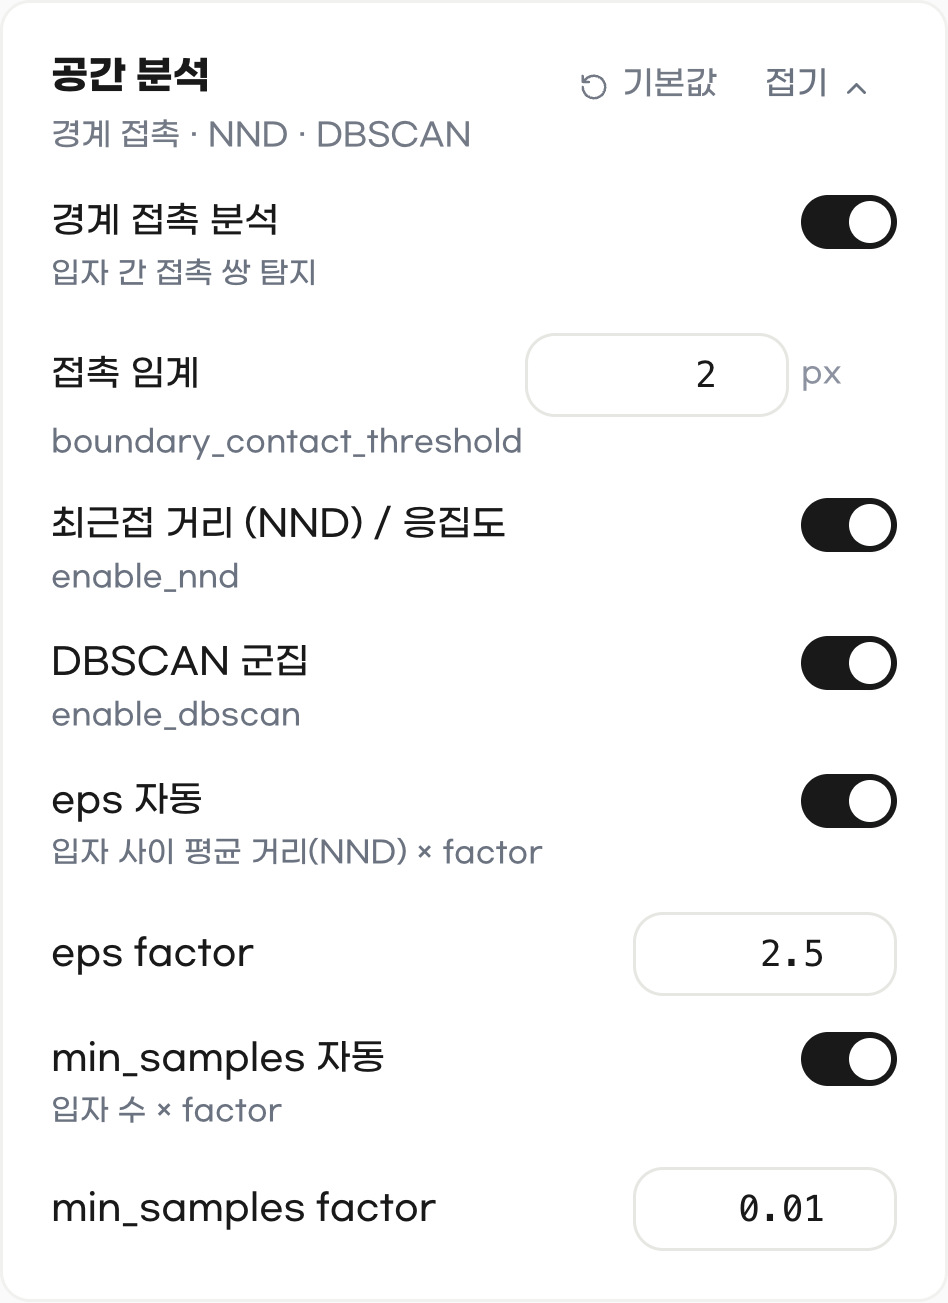 공간 분석
기본값 접기
경계 접촉 · NND · DBSCAN
경계 접촉 분석
입자 간 접촉 쌍 탐지
접촉 임계 2 px
boundary_contact_threshold
최근접 거리 (NND) / 응집도
enable_nnd
DBSCAN 군집
enable_dbscan
eps 자동
입자 사이 평균 거리(NND) × factor
eps factor 2.5
min_samples 자동
입자 수 × factor
min_samples factor 0.01